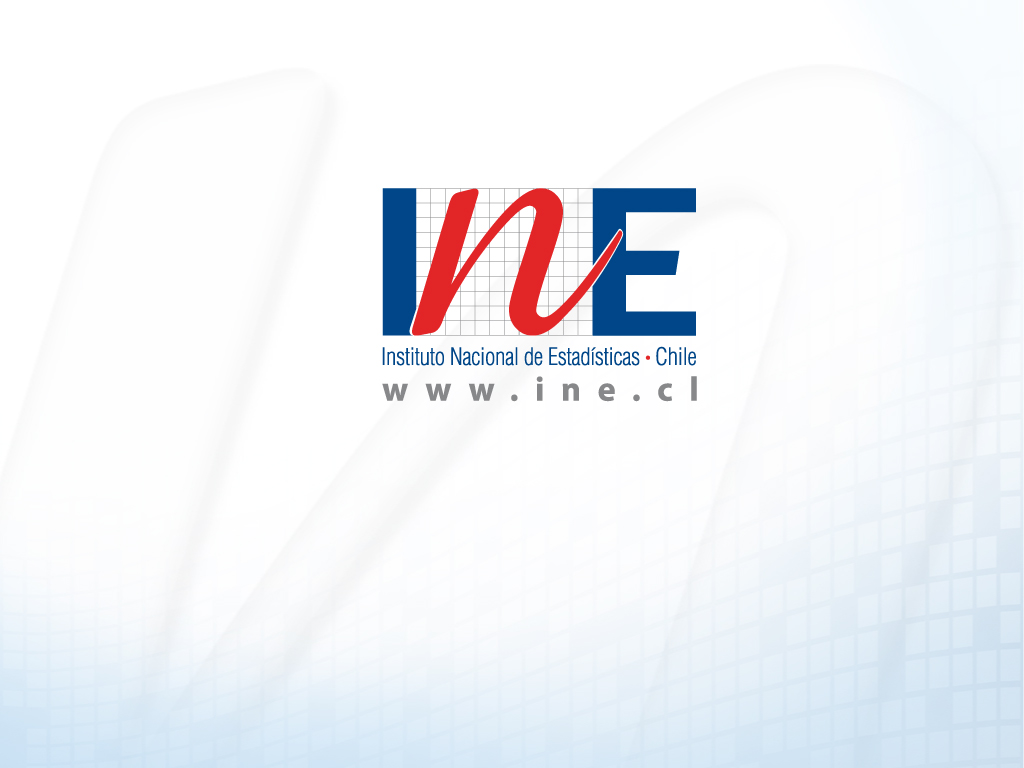 INE
Instituto Nacional de Estadísticas • Chile
www.ine.cl